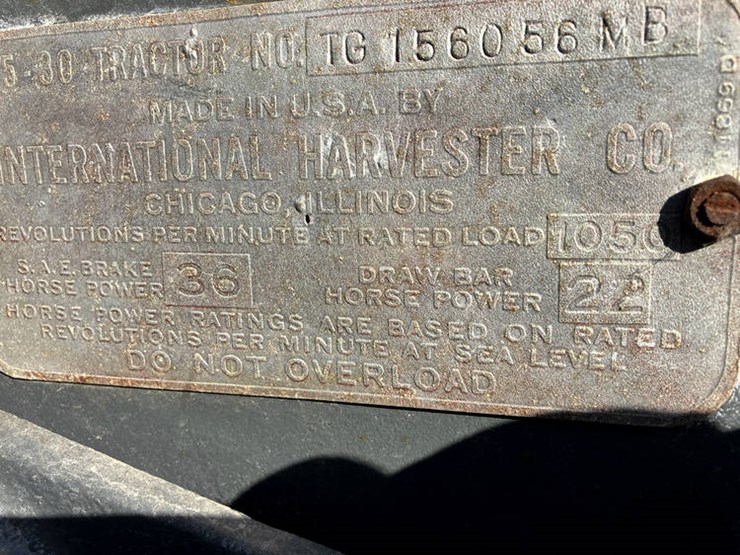 5-30 TRACTOR NO. TG 156056 MB
MADE IN U.S.A. BY
INTERNATIONAL HARVESTER CO.
CHICAGO, ILLINOIS
REVOLUTIONS PER MINUTE AT RATED LOAD 1050
S.A.E. BRAKE HORSE POWER 36
DRAW BAR HORSE POWER 22
HORSE POWER RATINGS ARE BASED ON RATED
REVOLUTIONS PER MINUTE AT SEA LEVEL
DO NOT OVERLOAD